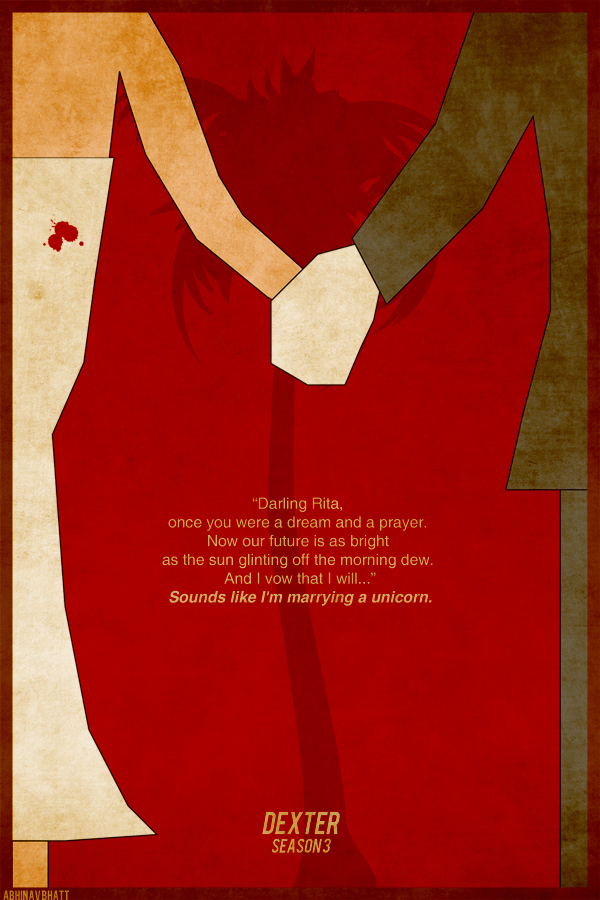 “Darling Rita,
once you were a dream and a prayer.
Now our future is as bright
as the sun glinting off the morning dew.
And I vow that I will...”
Sounds like I'm marrying a unicorn.
DEXTER
SEASON 3
ABHINAVBHATT